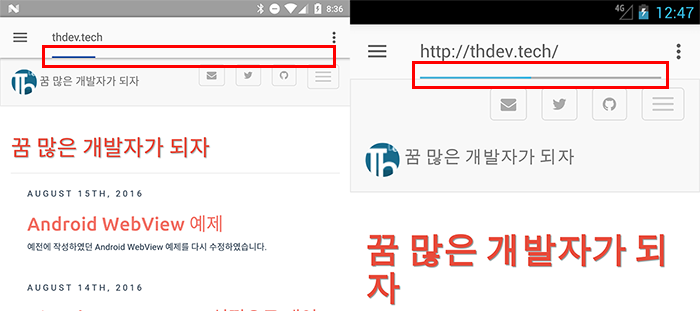 8:36
thdev.tech
꿈 많은 개발자가 되자
꿈 많은 개발자가 되자
AUGUST 15TH, 2016
Android WebView 예제
예전에 작성하였던 Android WebView 예제를 다시 수정하였습니다.
AUGUST 14TH, 2016
4G 12:47
http://thdev.tech/
꿈 많은 개발자가 되자
꿈 많은 개발자가 되
자